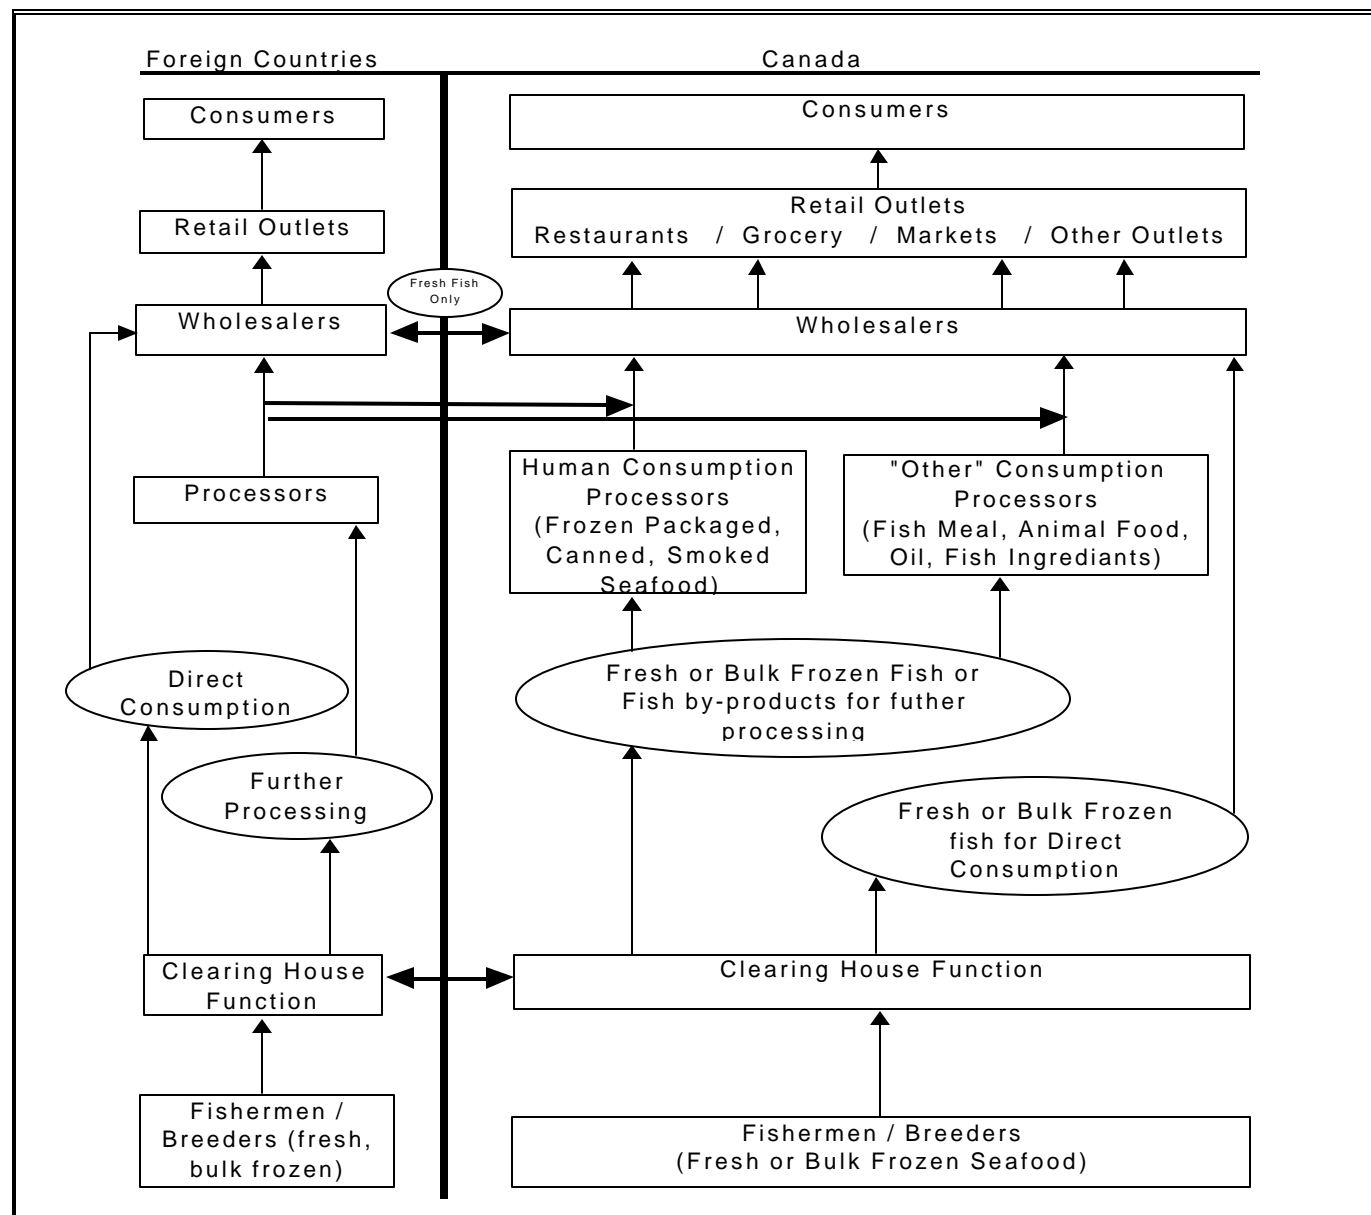 Foreign Countries
Canada
Consumers
Consumers
Retail Outlets
Retail Outlets
Restaurants / Grocery / Markets / Other Outlets
Fresh Fish
Only
Wholesalers
Wholesalers
Processors
Human Consumption
Processors
(Frozen Packaged,
Canned, Smoked
Seafood)
"Other" Consumption
Processors
(Fish Meal, Animal Food,
Oil, Fish Ingrediants)
Direct
Consumption
Fresh or Bulk Frozen Fish or
Fish by-products for futher
processing
Further
Processing
Fresh or Bulk Frozen
fish for Direct
Consumption
Clearing House
Function
Clearing House Function
Fishermen /
Breeders (fresh,
bulk frozen)
Fishermen / Breeders
(Fresh or Bulk Frozen Seafood)